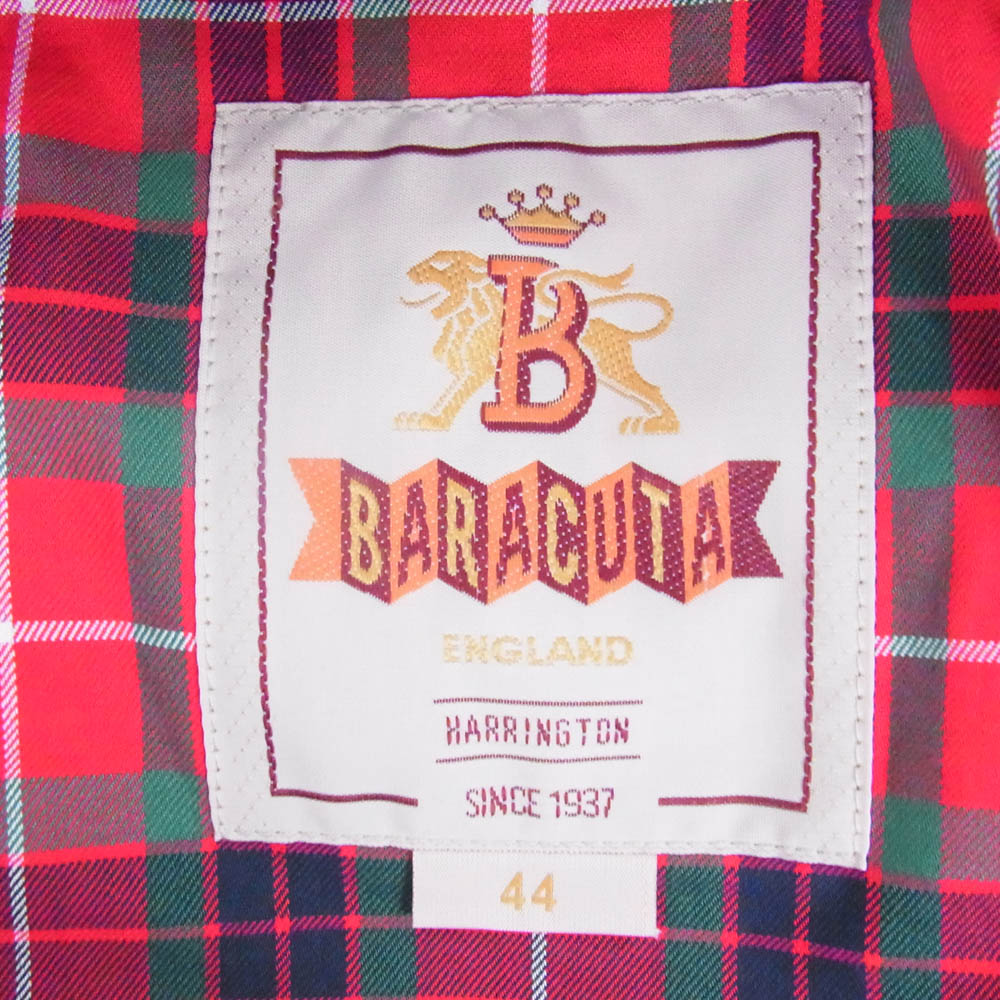 B
BARACUTA
ENGLAND
HARRINGTON
SINCE 1937
44